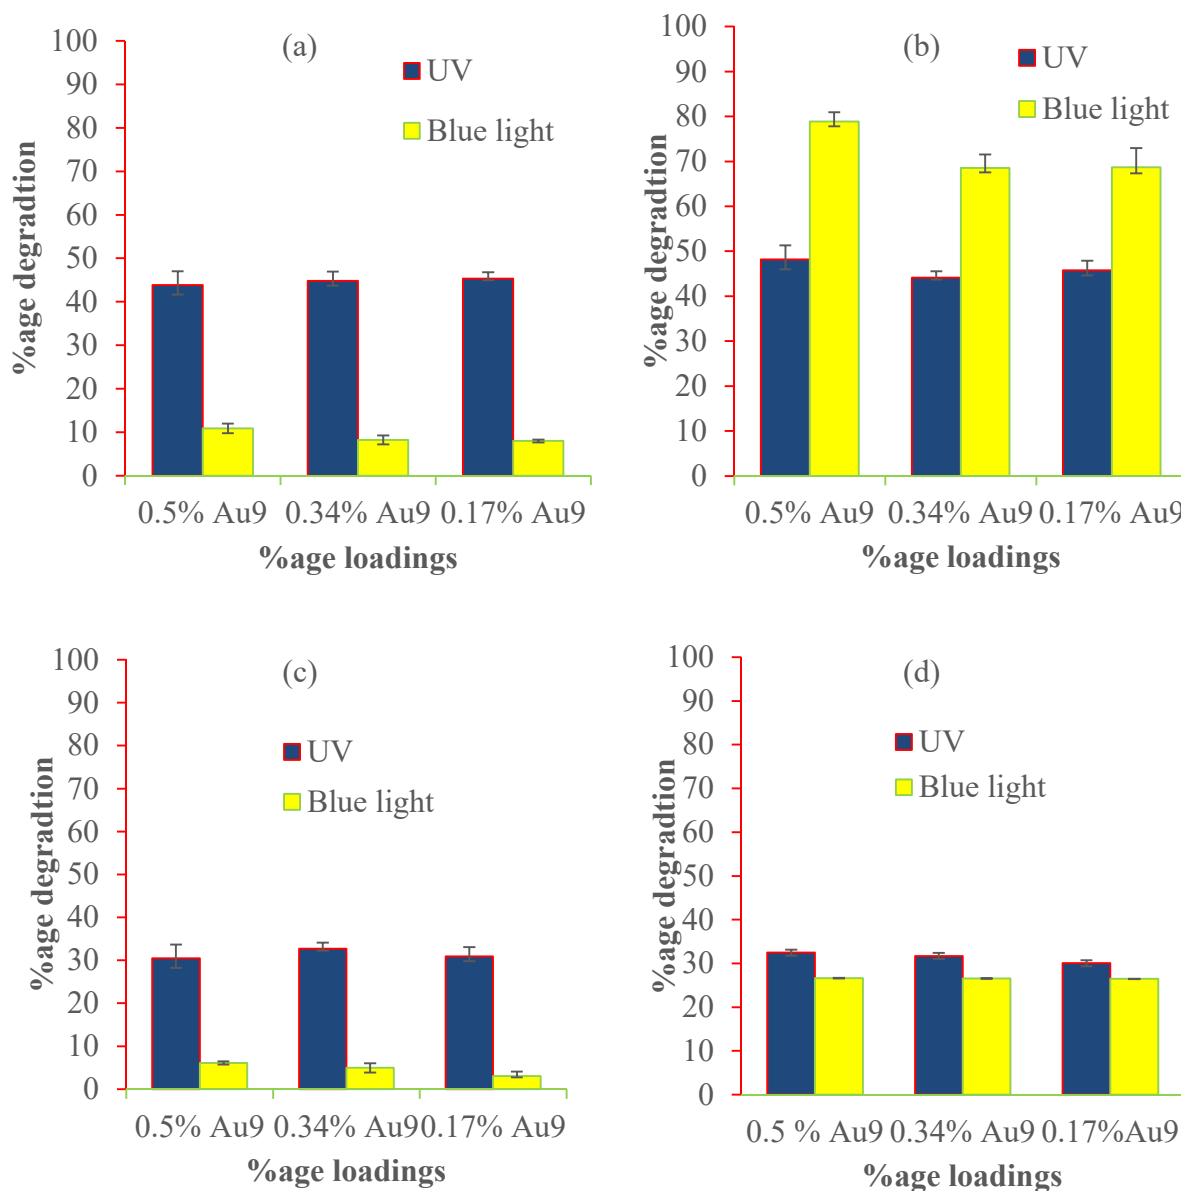 (a)
UV
Blue light
100
90
80
70
60
50
40
30
20
10
0
%age degradtion
0.5% Au9 0.34% Au9 0.17% Au9
%age loadings
(b)
UV
Blue light
100
90
80
70
60
50
40
30
20
10
0
%age degradtion
0.5% Au9 0.34% Au9 0.17% Au9
%age loadings
(c)
UV
Blue light
100
90
80
70
60
50
40
30
20
10
0
%age degradtion
0.5% Au9 0.34% Au9 0.17% Au9
%age loadings
(d)
UV
Blue light
100
90
80
70
60
50
40
30
20
10
0
%age degradtion
0.5 % Au9 0.34% Au9 0.17%Au9
%age loadings